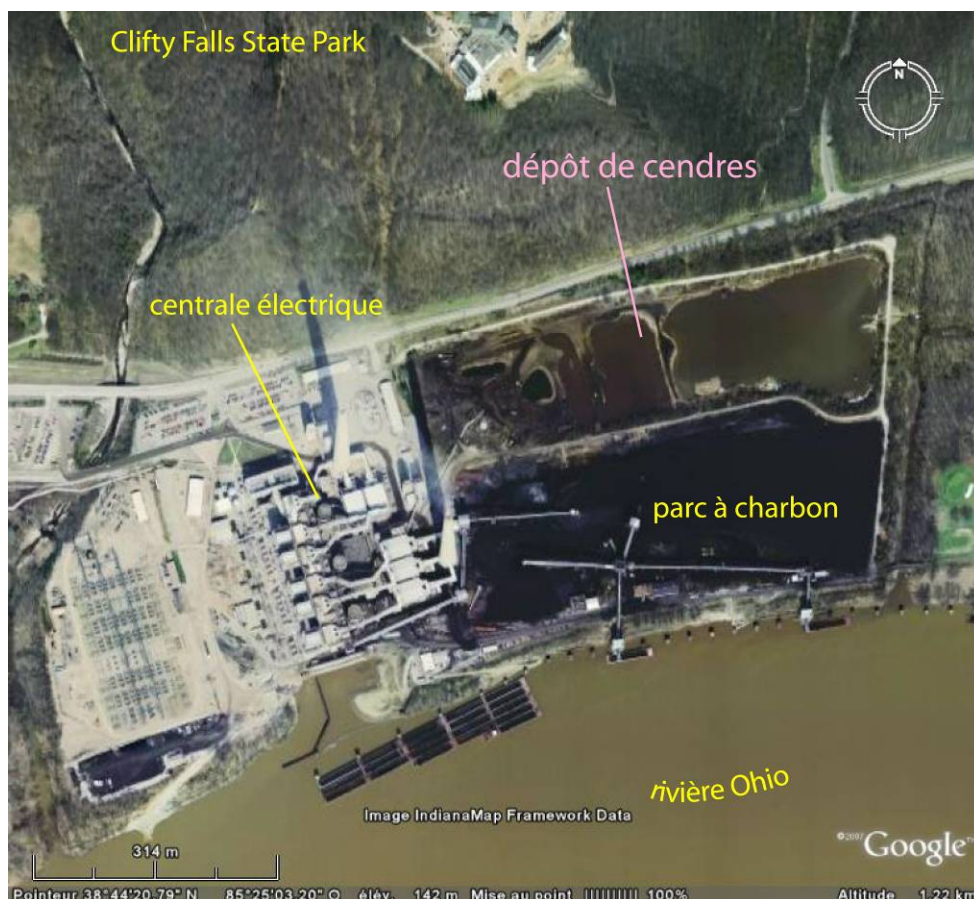 Clifty Falls State Park
N
dépôt de cendres
centrale électrique
parc à charbon
rivière Ohio
Image IndianaMap Framework Data
©2007 Google™
314 m
Pointeur 38°44'20.79" N 85°25'03.20" O élév. 142 m Mise au point |||||||||| 100% Altitude 1.22 km